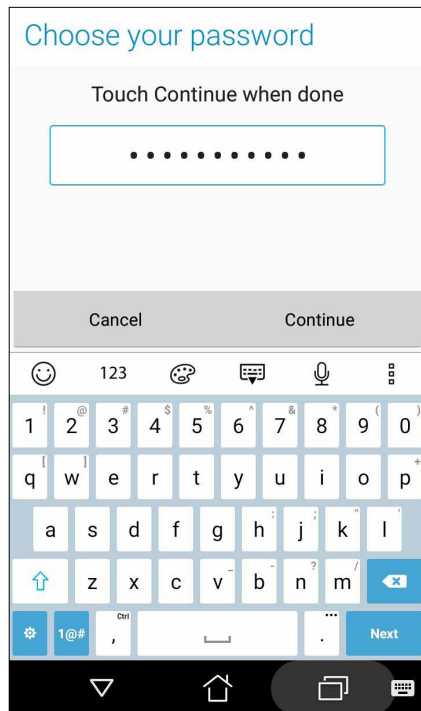 Choose your password
Touch Continue when done
•••••••••••
Cancel Continue
123
! @ # $ % ^ & * ( )
1 2 3 4 5 6 7 8 9 0
[ ] +
q w e r t y u i o p
: ; " '
a s d f g h j k l
_ - ? /
z x c v b n m
Ctrl ...
1@# , . Next